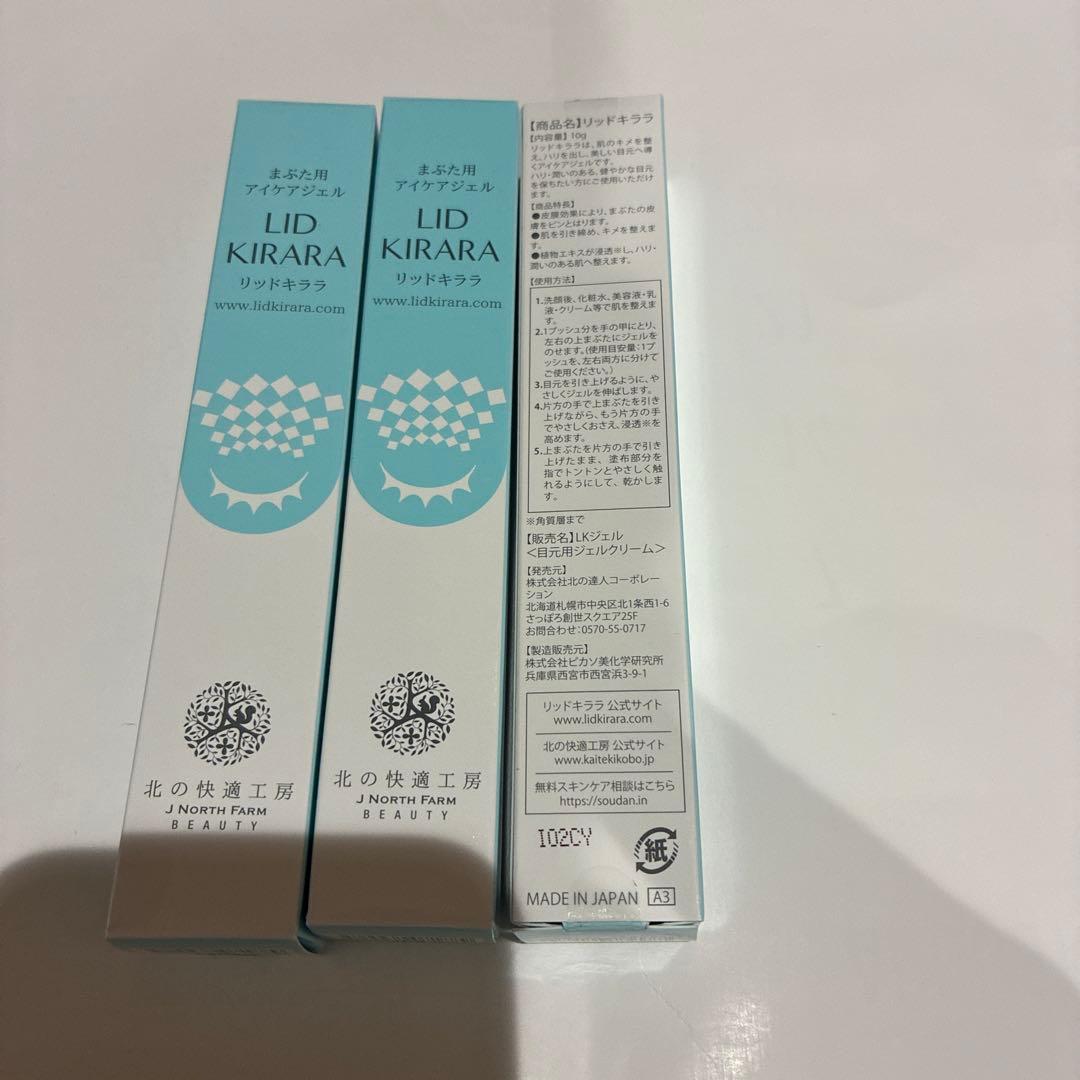 まぶた用
アイケアジェル
LID
KIRARA
リッドキララ
www.lidkirara.com
北の快適工房
J NORTH FARM
BEAUTY
まぶた用
アイケアジェル
LID
KIRARA
リッドキララ
www.lidkirara.com
北の快適工房
J NORTH FARM
BEAUTY
【商品名】リッドキララ
【内容量】10g
リッドキララは、肌のキメを整
え、ハリを出し、美しい目元へ導
くアイケアジェルです。
ハリ・潤いのある、健やかな目元
を保ちたい方にご使用いただけ
ます。
【商品特長】
●皮膜効果により、まぶたの皮
膚をピンとはります。
●肌を引き締め、キメを整えま
す。
●植物エキスが浸透※し、ハリ・
潤いのある肌へ整えます。
【使用方法】
1.洗顔後、化粧水、美容液・乳
液・クリーム等で肌を整えま
す。
2.1プッシュ分を手の甲にとり、
左右の上まぶたにジェルを
のせます。(使用目安量：1プ
ッシュを、左右両方に分けて
ご使用ください。)
3.目元を引き上げるように、や
さしくジェルを伸ばします。
4.片方の手で上まぶたを引き
上げながら、もう片方の手
でやさしくおさえ、浸透※を
高めます。
5.上まぶたを片方の手で引き
上げたまま、塗布部分を
指でトントンとやさしく触
れるようにして、乾かしま
す。
※角質層まで
【販売名】LKジェル
＜目元用ジェルクリーム＞
【発売元】
株式会社北の達人コーポレー
ション
北海道札幌市中央区北1条西1-6
さっぽろ創世スクエア25F
お問合わせ：0570-55-0717
【製造販売元】
株式会社ピカソ美化学研究所
兵庫県西宮市西宮浜3-9-1
リッドキララ 公式サイト
www.lidkirara.com
北の快適工房 公式サイト
www.kaitekikobo.jp
無料スキンケア相談はこちら
https://soudan.in
I02CY
紙
MADE IN JAPAN A3